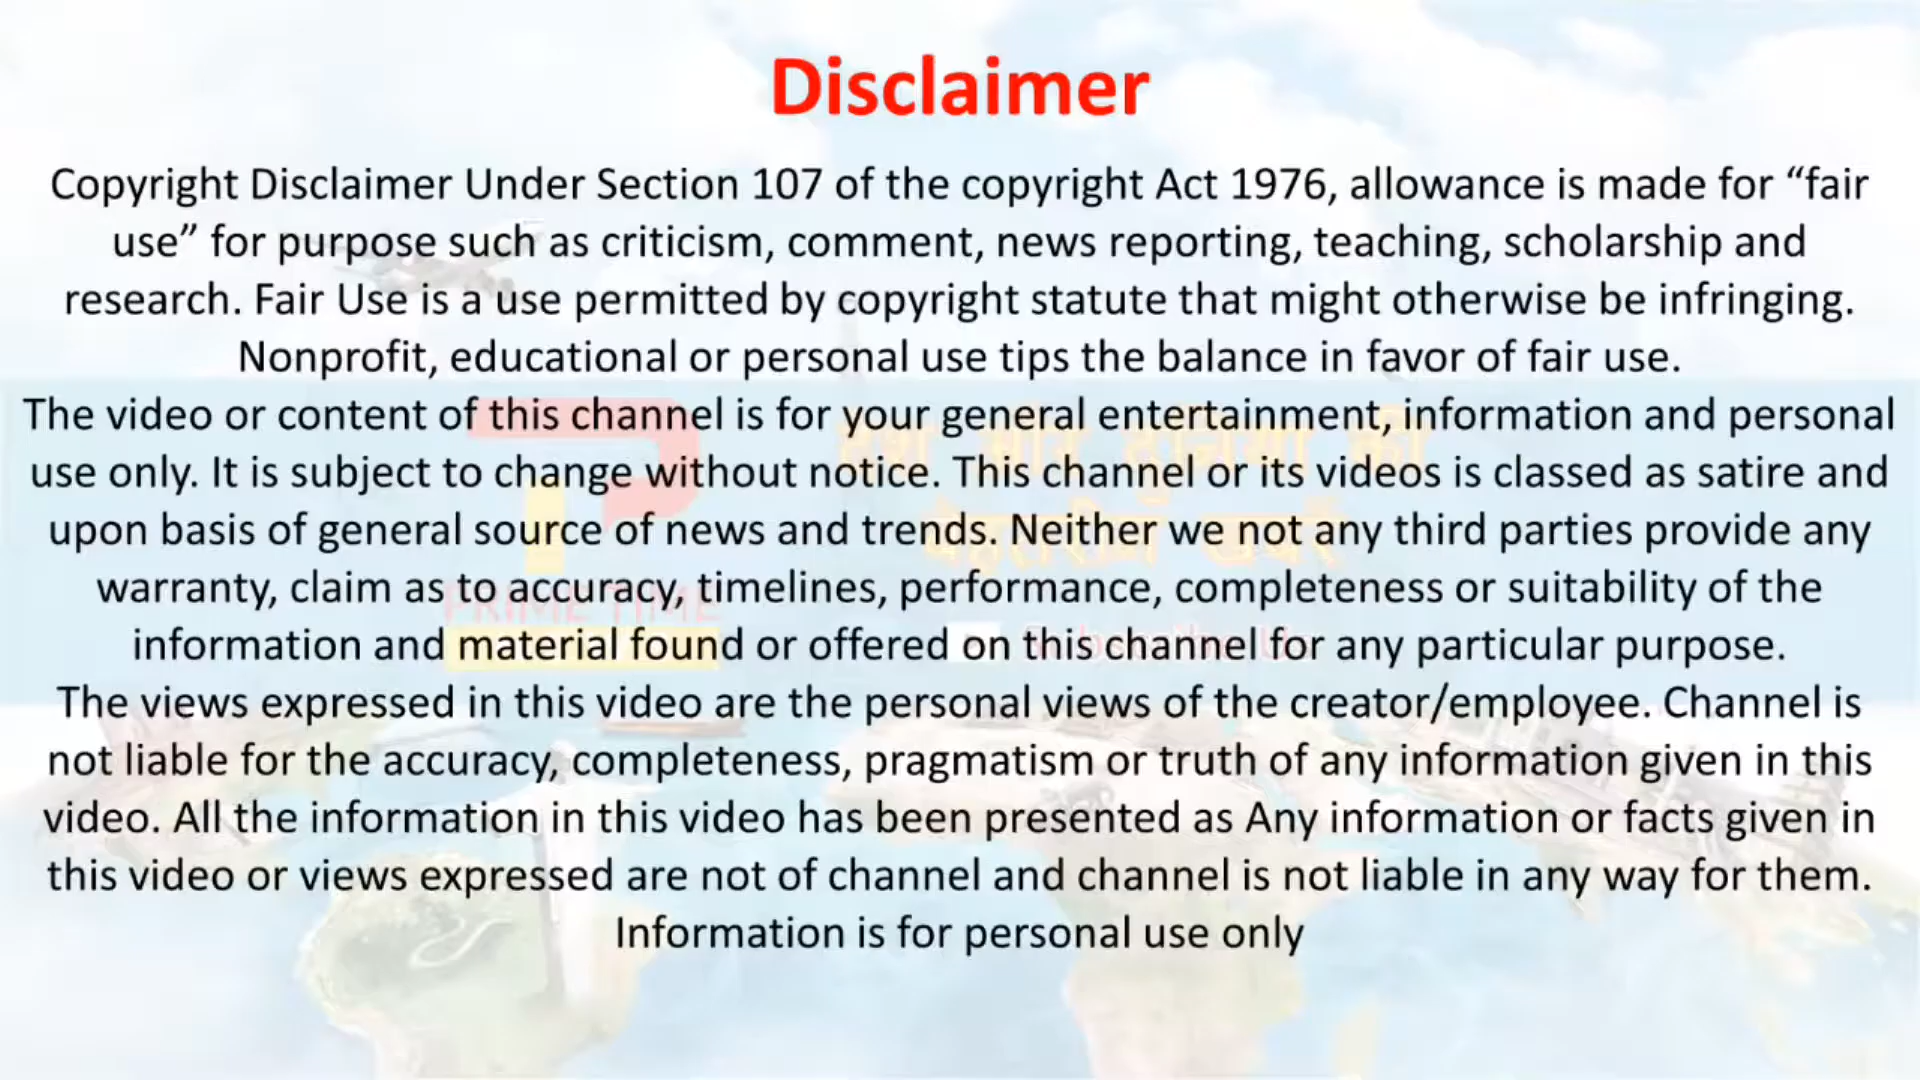 Disclaimer
Copyright Disclaimer Under Section 107 of the copyright Act 1976, allowance is made for “fair
use” for purpose such as criticism, comment, news reporting, teaching, scholarship and
research. Fair Use is a use permitted by copyright statute that might otherwise be infringing.
Nonprofit, educational or personal use tips the balance in favor of fair use.
The video or content of this channel is for your general entertainment, information and personal
use only. It is subject to change without notice. This channel or its videos is classed as satire and
upon basis of general source of news and trends. Neither we not any third parties provide any
warranty, claim as to accuracy, timelines, performance, completeness or suitability of the
information and material found or offered on this channel for any particular purpose.
The views expressed in this video are the personal views of the creator/employee. Channel is
not liable for the accuracy, completeness, pragmatism or truth of any information given in this
video. All the information in this video has been presented as Any information or facts given in
this video or views expressed are not of channel and channel is not liable in any way for them.
Information is for personal use only
PRIME TIME